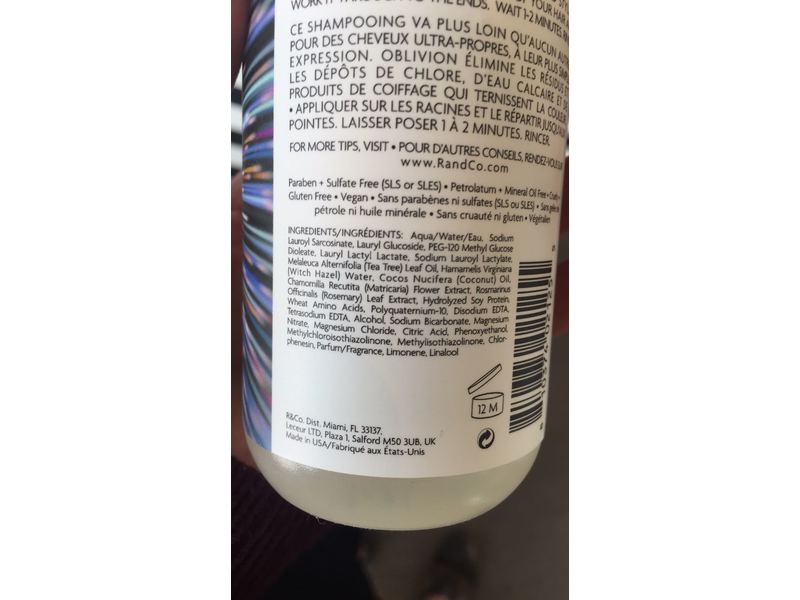 WORK IT THROUGH TO THE ENDS. WAIT 1-2 MINUTES.
CE SHAMPOOING VA PLUS LOIN QU'AUCUN
POUR DES CHEVEUX ULTRA-PROPRES, À LEUR PLUS
EXPRESSION. OBLIVION ÉLIMINE LES RÉSIDUS
LES DÉPÔTS DE CHLORE, D'EAU CALCAIRE ET
PRODUITS DE COIFFAGE QUI TERNISSENT LA COULEUR
• APPLIQUER SUR LES RACINES ET LE RÉPARTIR JUSQU'AUX
POINTES. LAISSER POSER 1 À 2 MINUTES. RINCER.
FOR MORE TIPS, VISIT • POUR D'AUTRES CONSEILS, RENDEZ-VOUS SUR
www.RandCo.com
Paraben + Sulfate Free (SLS or SLES) • Petrolatum + Mineral Oil Free • Cruelty +
Gluten Free • Vegan • Sans parabènes ni sulfates (SLS ou SLES) • Sans gelée de
pétrole ni huile minérale • Sans cruauté ni gluten • Végétalien
INGREDIENTS/INGRÉDIENTS: Aqua/Water/Eau, Sodium
Lauroyl Sarcosinate, Lauryl Glucoside, PEG-120 Methyl Glucose
Dioleate, Lauryl Lactyl Lactate, Sodium Lauroyl Lactylate,
Melaleuca Alternifolia (Tea Tree) Leaf Oil, Hamamelis Virginiana
(Witch Hazel) Water, Cocos Nucifera (Coconut) Oil,
Chamomilla Recutita (Matricaria) Flower Extract, Rosmarinus
Officinalis (Rosemary) Leaf Extract, Hydrolyzed Soy Protein,
Wheat Amino Acids, Polyquaternium-10, Disodium EDTA,
Tetrasodium EDTA, Alcohol, Sodium Bicarbonate, Magnesium
Nitrate, Magnesium Chloride, Citric Acid, Phenoxyethanol,
Methylchloroisothiazolinone, Methylisothiazolinone, Chlor-
phenesin, Parfum/Fragrance, Limonene, Linalool
12 M
R&Co. Dist. Miami, FL 33137,
Leceur LTD, Plaza 1, Salford M50 3UB, UK
Made in USA/Fabriqué aux États-Unis